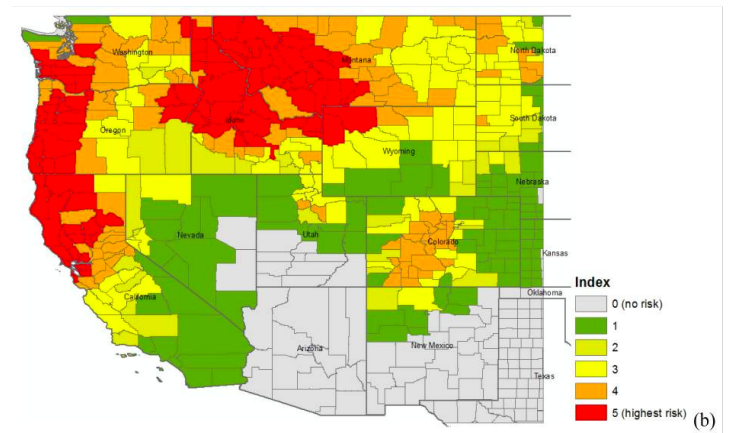 Washington
Montana
North Dakota
Idaho
Oregon
South Dakota
Wyoming
Nebraska
Nevada
Utah
Colorado
Kansas
California
Oklahoma
Arizona
New Mexico
Texas
Index
0 (no risk)
1
2
3
4
5 (highest risk)
(b)